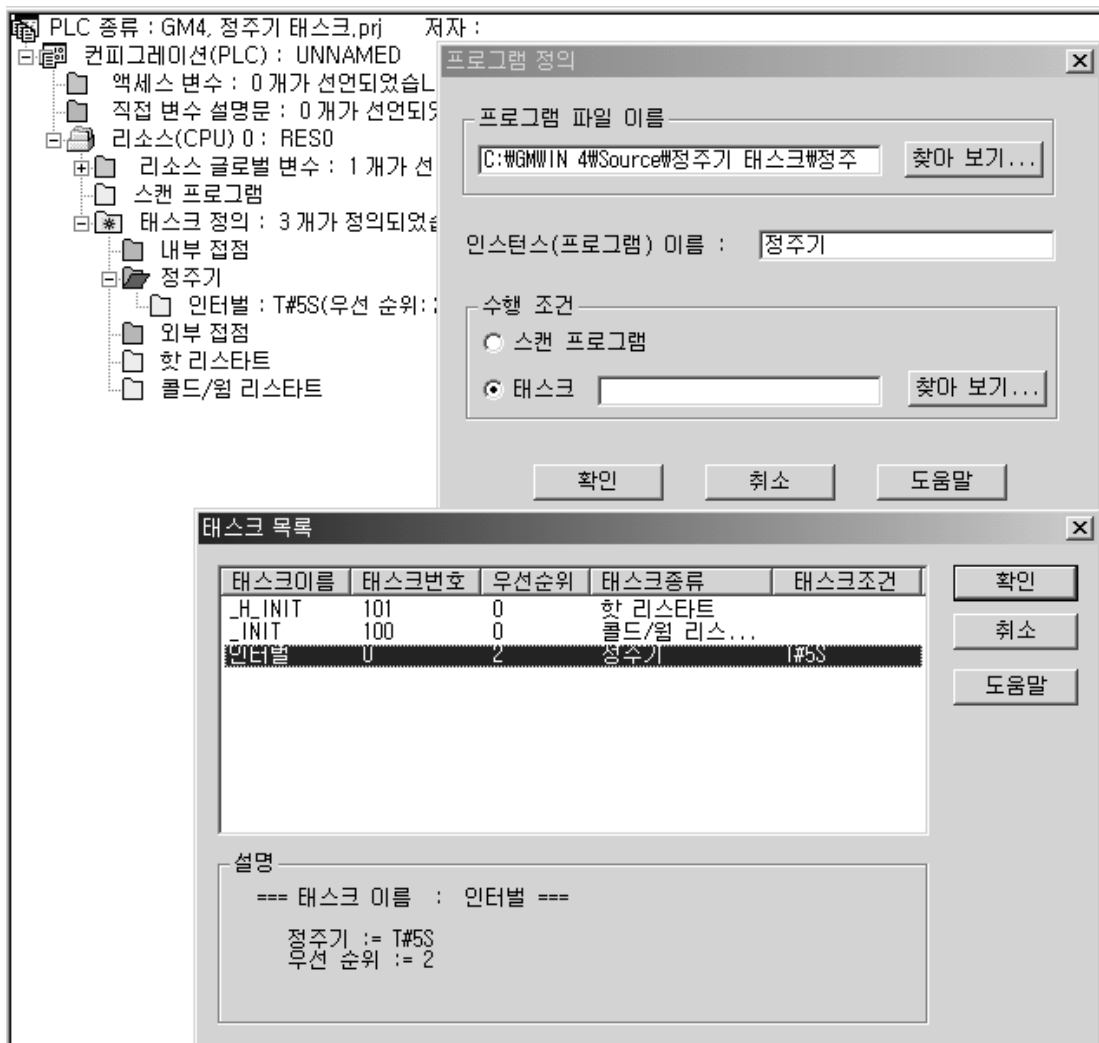 PLC 종류 : GM4, 정주기 태스크.prj 저자 :
컨피그레이션(PLC) : UNNAMED
액세스 변수 : 0개가 선언되었습
직접 변수 설명문 : 0개가 선언되
리소스(CPU) 0 : RES0
리소스 글로벌 변수 : 1개가 선
스캔 프로그램
태스크 정의 : 3개가 정의되었
내부 접점
정주기
인터벌 : T#5S(우선 순위:
외부 접점
핫 리스타트
콜드/웜 리스타트
프로그램 정의
프로그램 파일 이름
C:₩GMWIN 4₩Source₩정주기 태스크₩정주
찾아 보기...
인스턴스(프로그램) 이름 : 정주기
수행 조건
스캔 프로그램
태스크
찾아 보기...
확인 취소 도움말
태스크 목록
태스크이름 태스크번호 우선순위 태스크종류 태스크조건
_H_INIT 101 0 핫 리스타트
_INIT 100 0 콜드/웜 리스...
인터벌 0 2 정주기 T#5S
확인
취소
도움말
설명
=== 태스크 이름 : 인터벌 ===
정주기 := T#5S
우선 순위 := 2